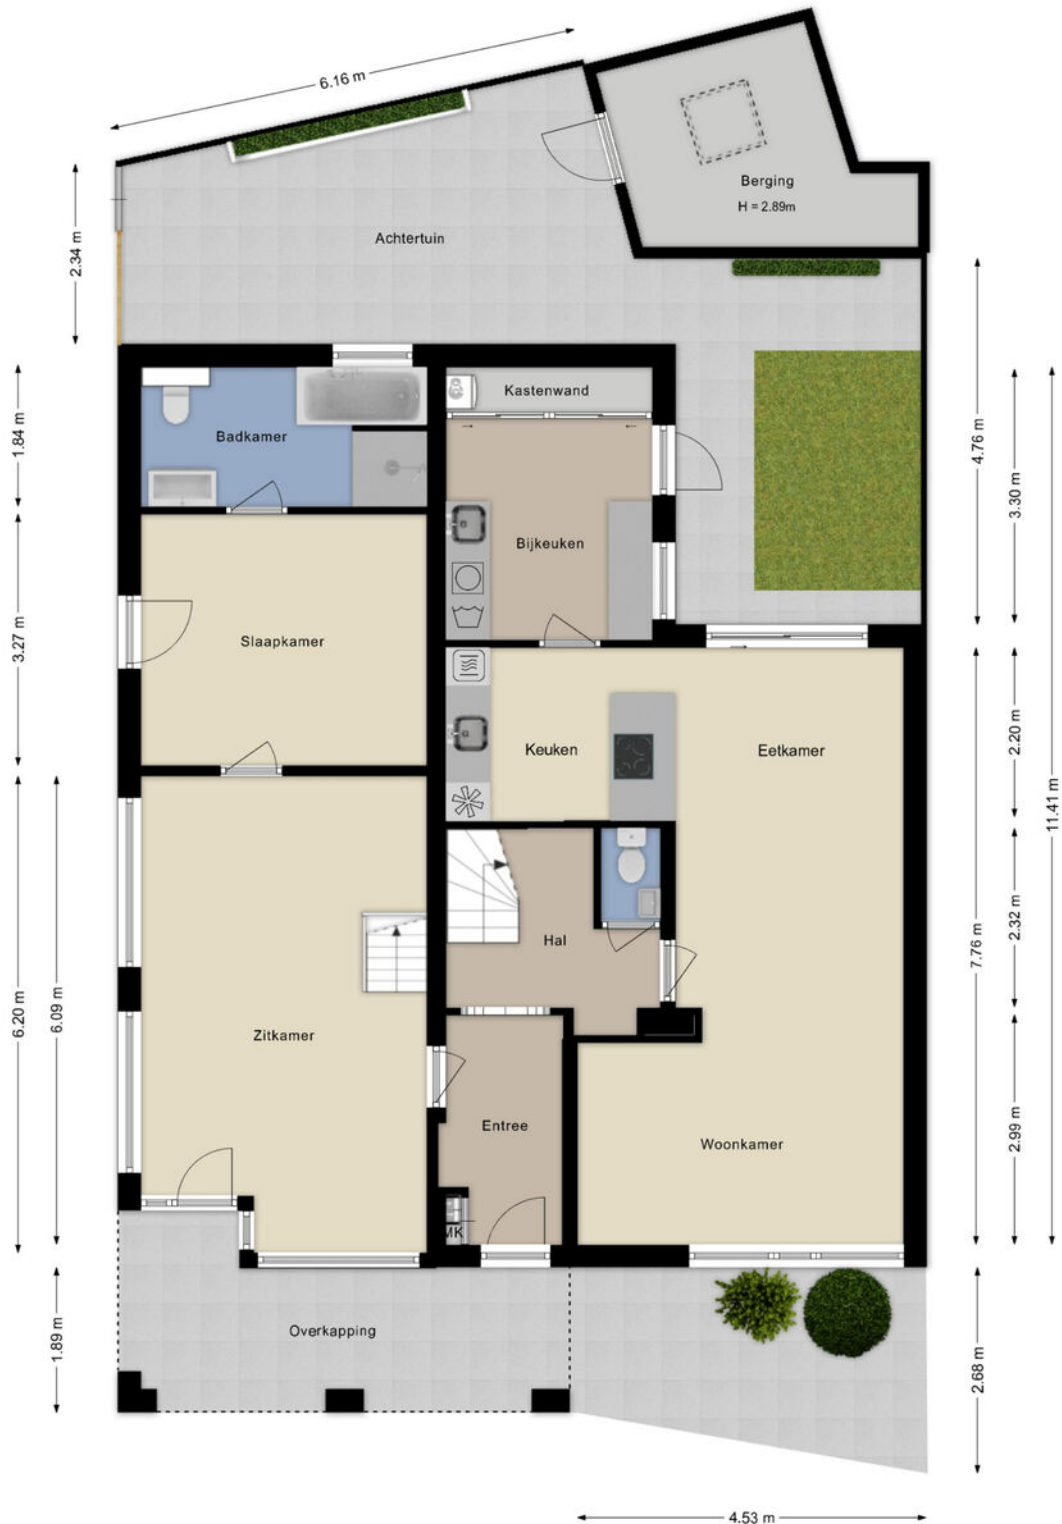 6.16 m
Berging
H = 2.89m
2.34 m
Achtertuin
Kastenwand
1.84 m
Badkamer
4.76 m
3.30 m
Bijkeuken
3.27 m
Slaapkamer
Keuken
Eetkamer
2.20 m
11.41 m
Hal
2.32 m
7.76 m
6.20 m
6.09 m
Zitkamer
Entree
Woonkamer
2.99 m
MK
Overkapping
1.89 m
2.68 m
4.53 m